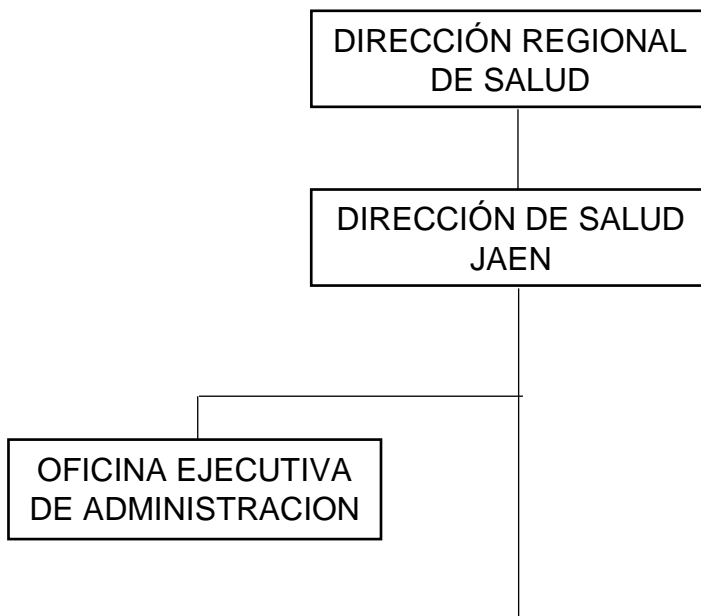 DIRECCIÓN REGIONAL
DE SALUD
DIRECCIÓN DE SALUD
JAEN
OFICINA EJECUTIVA
DE ADMINISTRACION